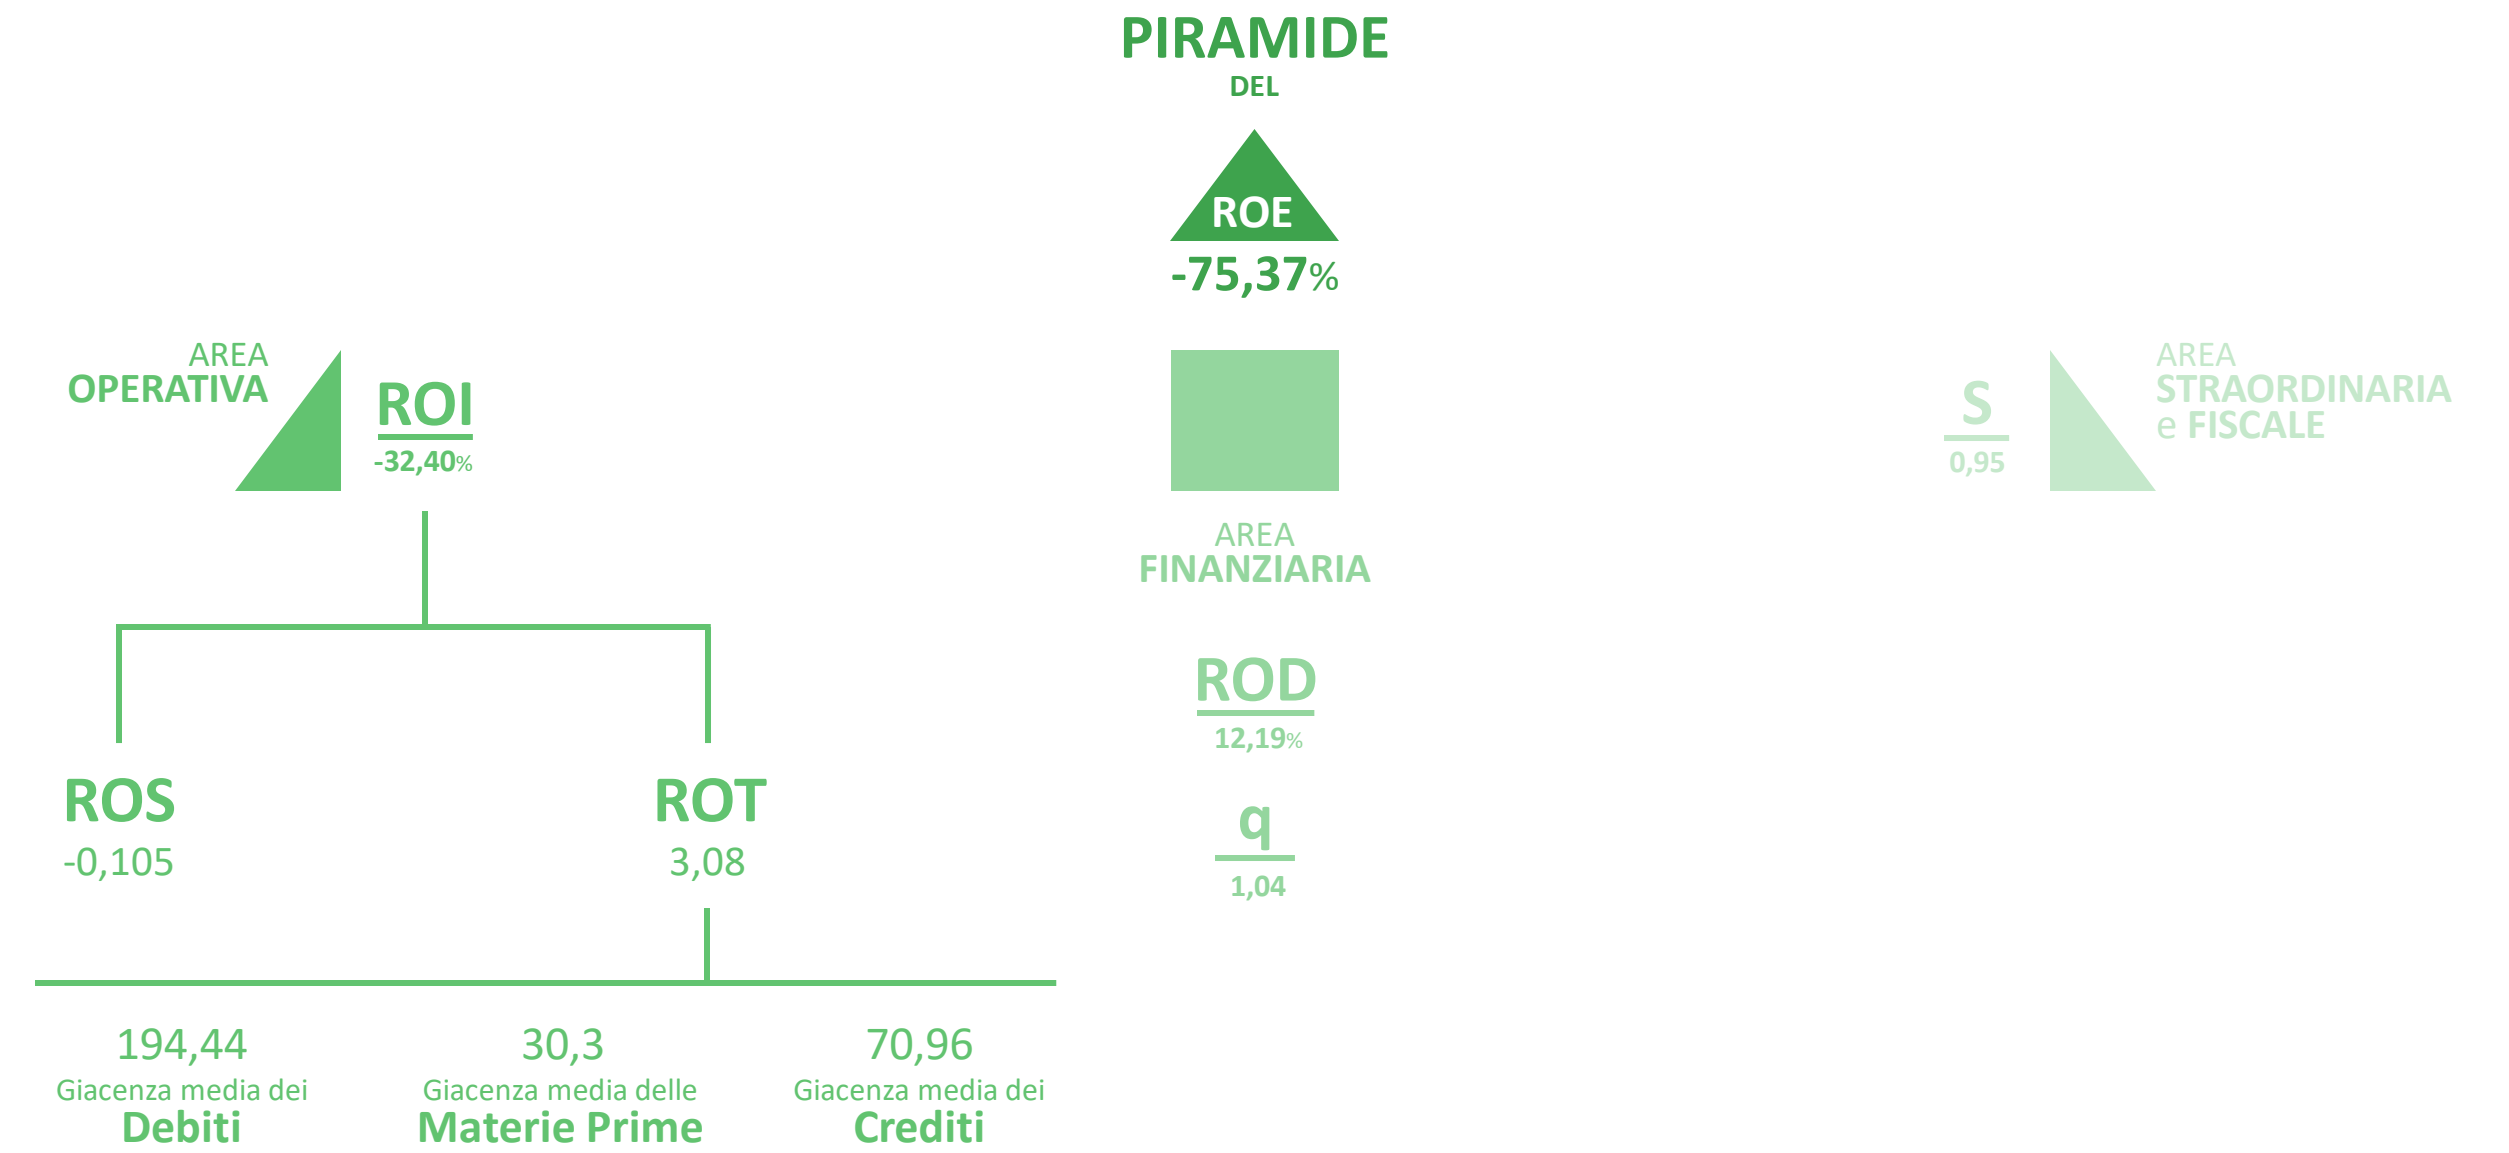 PIRAMIDE
DEL
ROE
-75,37%
AREA
OPERATIVA
ROI
-32,40%
S
0,95
AREA
STRAORDINARIA
e FISCALE
AREA
FINANZIARIA
ROD
12,19%
q
1,04
ROS
-0,105
ROT
3,08
194,44
Giacenza media dei
Debiti
30,3
Giacenza media delle
Materie Prime
70,96
Giacenza media dei
Crediti